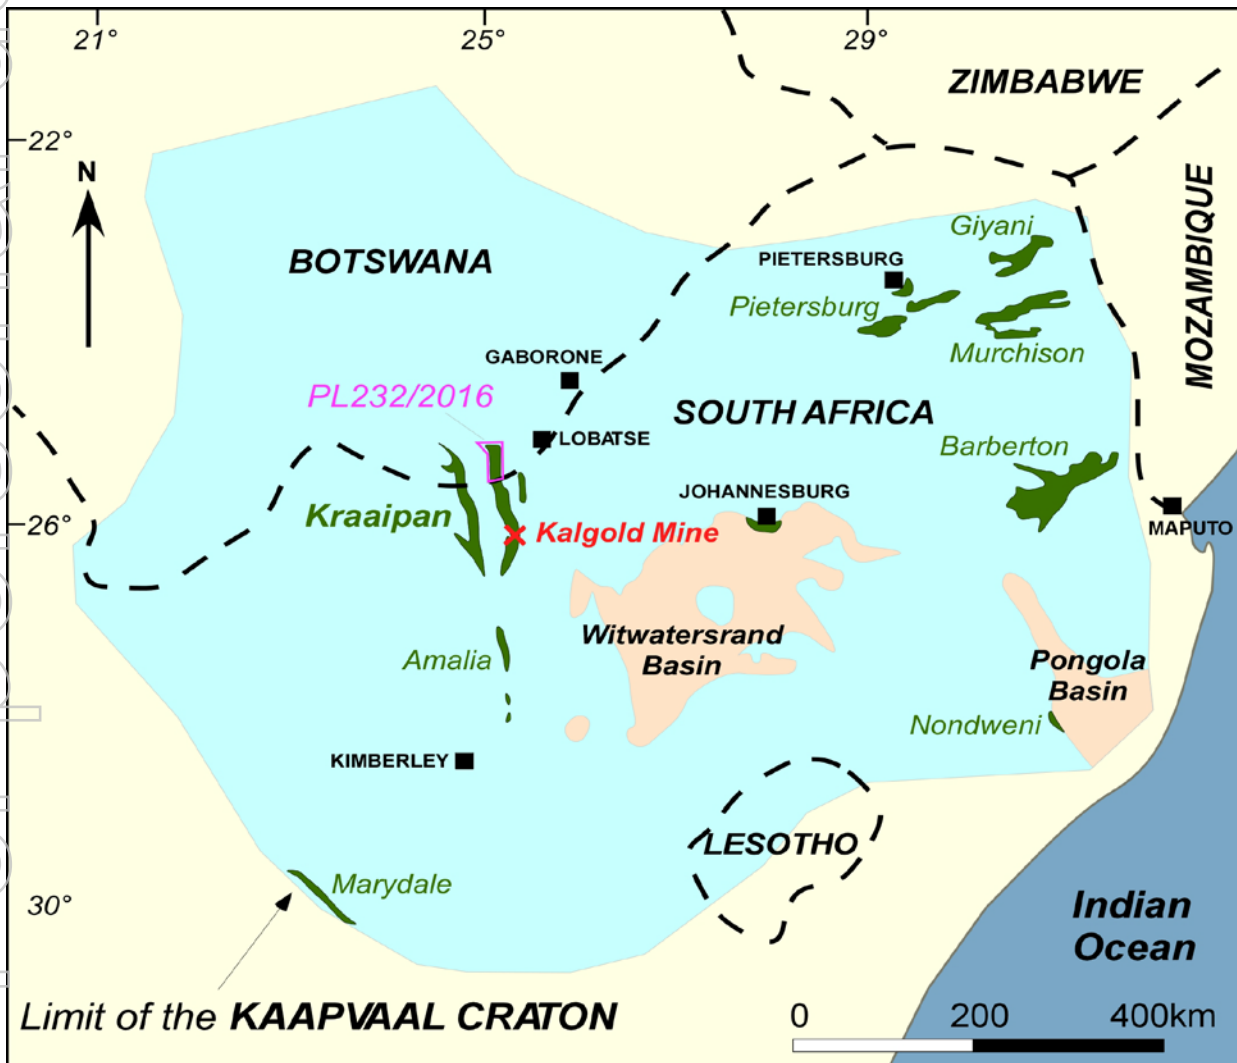 21°
25°
29°
ZIMBABWE
22°
N
MOZAMBIQUE
Giyani
BOTSWANA
PIETERSBURG
Pietersburg
Murchison
GABORONE
PL232/2016
SOUTH AFRICA
LOBATSE
Barberton
JOHANNESBURG
Kraaipan
26°
Kalgold Mine
MAPUTO
Witwatersrand
Basin
Amalia
Pongola
Basin
Nondweni
KIMBERLEY
LESOTHO
Marydale
30°
Indian
Ocean
Limit of the KAAPVAAL CRATON
0 200 400km